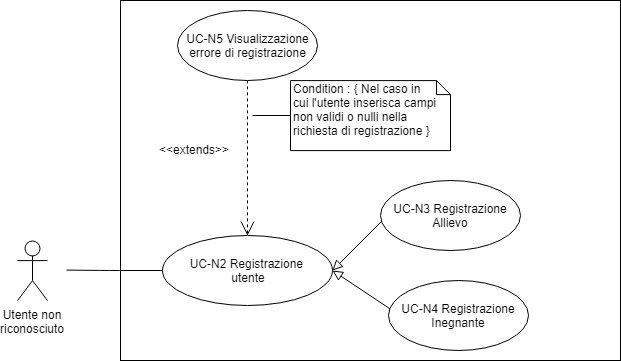 UC-N5 Visualizzazione
errore di registrazione
Condition : { Nel caso in
cui l'utente inserisca campi
non validi o nulli nella
richiesta di registrazione }
<<extends>>
UC-N3 Registrazione
Allievo
UC-N2 Registrazione
utente
UC-N4 Registrazione
Inegnante
Utente non
riconosciuto